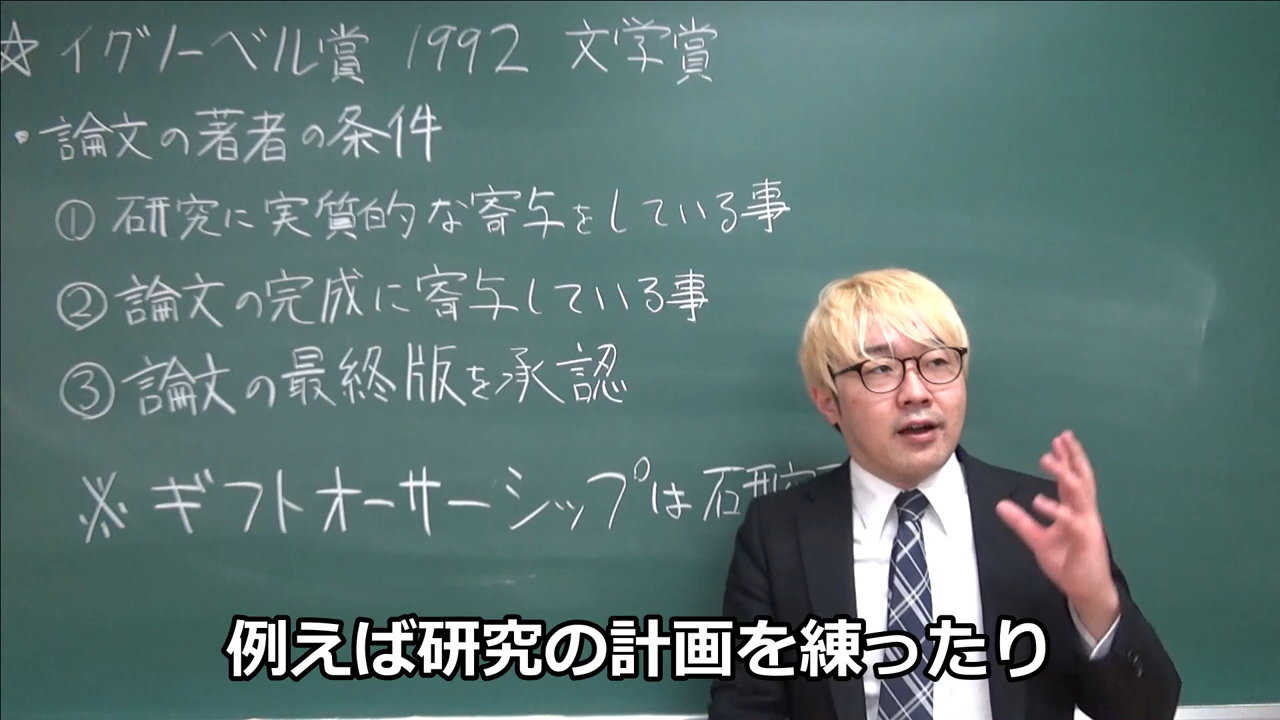 ☆イグノーベル賞 1992 文学賞
・論文の著者の条件
① 研究に実質的な寄与をしている事
② 論文の完成に寄与している事
③ 論文の最終版を承認
※ ギフトオーサーシップは研究
例えば研究の計画を練ったり